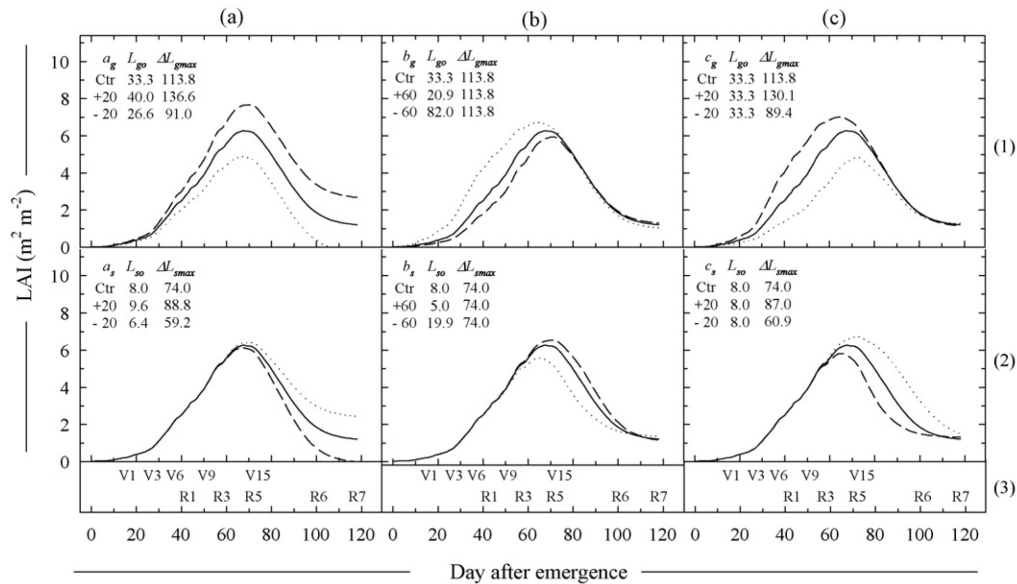 (a) (b) (c)
a_g L_go ΔL_gmax
Ctr 33.3 113.8
+20 40.0 136.6
- 20 26.6 91.0
b_g L_go ΔL_gmax
Ctr 33.3 113.8
+60 20.9 113.8
- 60 82.0 113.8
c_g L_go ΔL_gmax
Ctr 33.3 113.8
+20 33.3 130.1
- 20 33.3 89.4
10
8
6
4
2
0
(1)
LAI (m² m⁻²)
a_s L_so ΔL_smax
Ctr 8.0 74.0
+20 9.6 88.8
- 20 6.4 59.2
b_s L_so ΔL_smax
Ctr 8.0 74.0
+60 5.0 74.0
- 60 19.9 74.0
c_s L_so ΔL_smax
Ctr 8.0 74.0
+20 8.0 87.0
- 20 8.0 60.9
10
8
6
4
2
0
(2)
V1 V3 V6 V9 V15 V1 V3 V6 V9 V15 V1 V3 V6 V9 V15
(3)
R1 R3 R5 R6 R7 R1 R3 R5 R6 R7 R1 R3 R5 R6 R7
0 20 40 60 80 100 120 0 20 40 60 80 100 120 0 20 40 60 80 100 120
Day after emergence